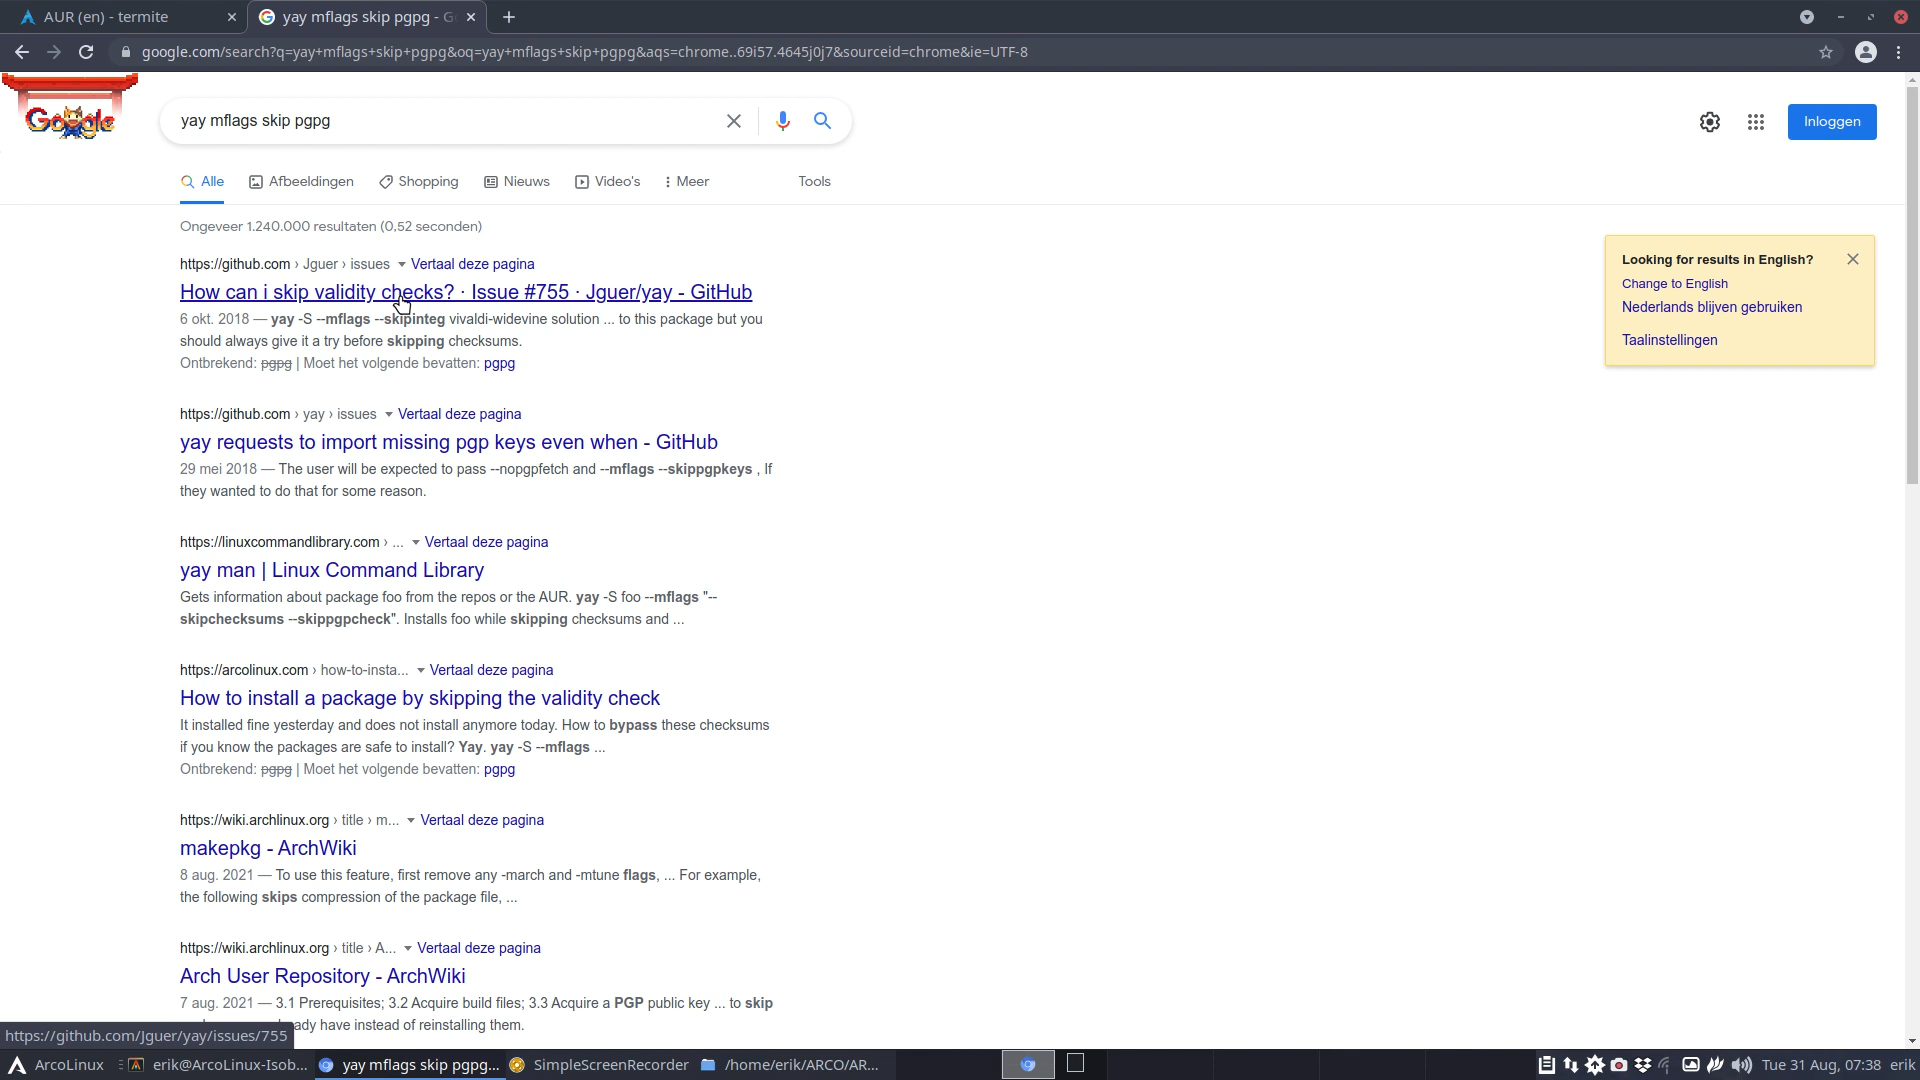 AUR (en) - termite
yay mflags skip pgpg - G
google.com/search?q=yay+mflags+skip+pgpg&oq=yay+mflags+skip+pgpg&aqs=chrome..69i57.4645j0j7&sourceid=chrome&ie=UTF-8
Google
yay mflags skip pgpg
Inloggen
Alle
Afbeeldingen
Shopping
Nieuws
Video's
Meer
Tools
Ongeveer 1.240.000 resultaten (0,52 seconden)
https://github.com › Jguer › issues Vertaal deze pagina
How can i skip validity checks? · Issue #755 · Jguer/yay - GitHub
6 okt. 2018 — yay -S --mflags --skipinteg vivaldi-widevine solution ... to this package but you
should always give it a try before skipping checksums.
Ontbrekend: pgpg | Moet het volgende bevatten: pgpg
https://github.com › yay › issues Vertaal deze pagina
yay requests to import missing pgp keys even when - GitHub
29 mei 2018 — The user will be expected to pass --nopgpfetch and --mflags --skippgpkeys , If
they wanted to do that for some reason.
https://linuxcommandlibrary.com › ... Vertaal deze pagina
yay man | Linux Command Library
Gets information about package foo from the repos or the AUR. yay -S foo --mflags "--
skipchecksums --skippgpcheck". Installs foo while skipping checksums and ...
https://arcolinux.com › how-to-insta... Vertaal deze pagina
How to install a package by skipping the validity check
It installed fine yesterday and does not install anymore today. How to bypass these checksums
if you know the packages are safe to install? Yay. yay -S --mflags ...
Ontbrekend: pgpg | Moet het volgende bevatten: pgpg
https://wiki.archlinux.org › title › m... Vertaal deze pagina
makepkg - ArchWiki
8 aug. 2021 — To use this feature, first remove any -march and -mtune flags, ... For example,
the following skips compression of the package file, ...
https://wiki.archlinux.org › title › A... Vertaal deze pagina
Arch User Repository - ArchWiki
7 aug. 2021 — 3.1 Prerequisites; 3.2 Acquire build files; 3.3 Acquire a PGP public key ... to skip
ady have instead of reinstalling them.
Looking for results in English?
Change to English
Nederlands blijven gebruiken
Taalinstellingen
https://github.com/Jguer/yay/issues/755
ArcoLinux
erik@ArcoLinux-Isob...
yay mflags skip pgpg...
SimpleScreenRecorder
/home/erik/ARCO/AR...
Tue 31 Aug, 07:38
erik